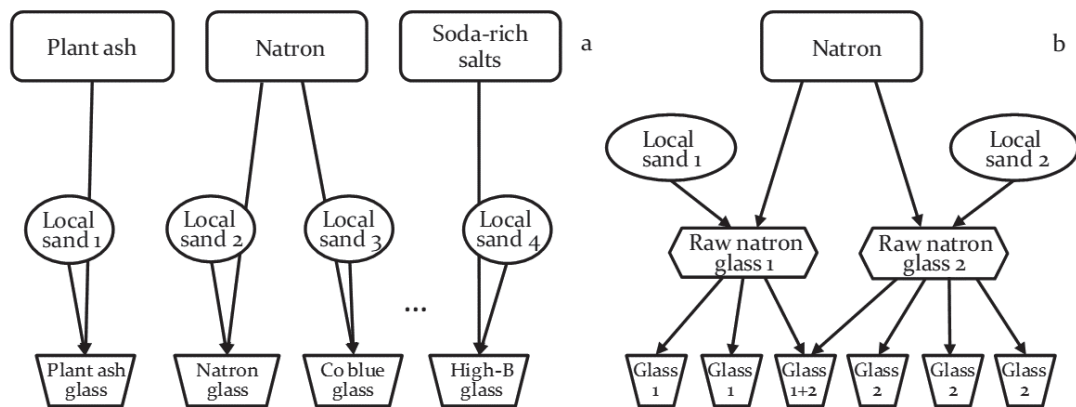 Plant ash
Natron
Soda-rich
salts
a
Local
sand 1
Local
sand 2
Local
sand 3
Local
sand 4
...
Plant ash
glass
Natron
glass
Co blue
glass
High-B
glass
b
Natron
Local
sand 1
Local
sand 2
Raw natron
glass 1
Raw natron
glass 2
Glass
1
Glass
1
Glass
1+2
Glass
2
Glass
2
Glass
2